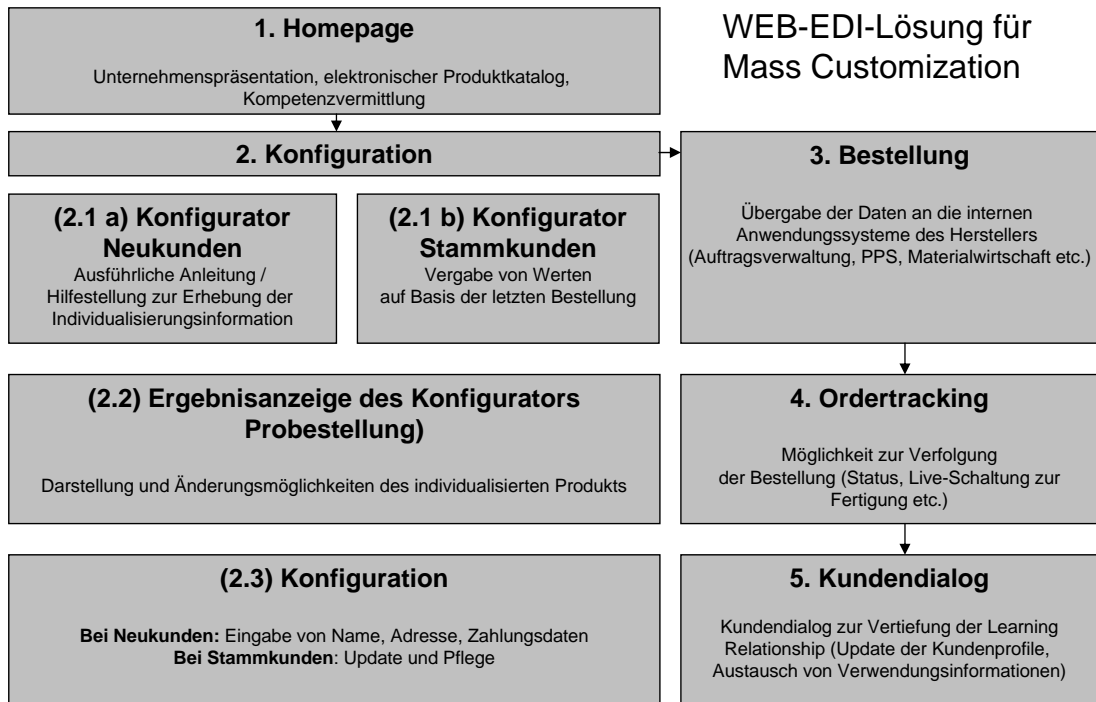 WEB-EDI-Lösung für
Mass Customization
1. Homepage
Unternehmenspräsentation, elektronischer Produktkatalog,
Kompetenzvermittlung
2. Konfiguration
(2.1 a) Konfigurator
Neukunden
Ausführliche Anleitung /
Hilfestellung zur Erhebung der
Individualisierungsinformation
(2.1 b) Konfigurator
Stammkunden
Vergabe von Werten
auf Basis der letzten Bestellung
(2.2) Ergebnisanzeige des Konfigurators
Probestellung)
Darstellung und Änderungsmöglichkeiten des individualisierten Produkts
(2.3) Konfiguration
Bei Neukunden: Eingabe von Name, Adresse, Zahlungsdaten
Bei Stammkunden: Update und Pflege
3. Bestellung
Übergabe der Daten an die internen
Anwendungssysteme des Herstellers
(Auftragsverwaltung, PPS, Materialwirtschaft etc.)
4. Ordertracking
Möglichkeit zur Verfolgung
der Bestellung (Status, Live-Schaltung zur
Fertigung etc.)
5. Kundendialog
Kundendialog zur Vertiefung der Learning
Relationship (Update der Kundenprofile,
Austausch von Verwendungsinformationen)